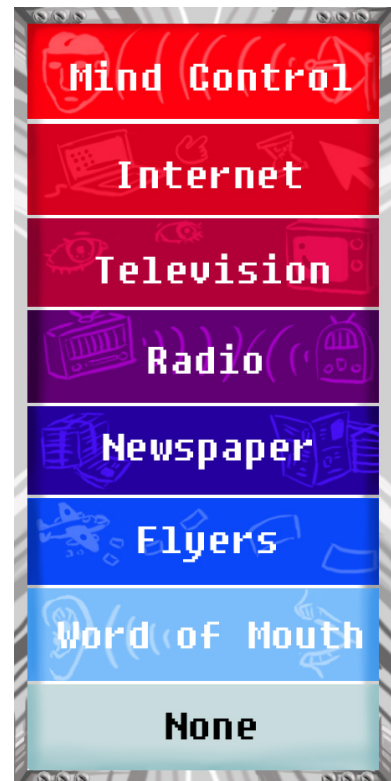 Mind Control
Internet
Television
Radio
Newspaper
Flyers
Word of Mouth
None